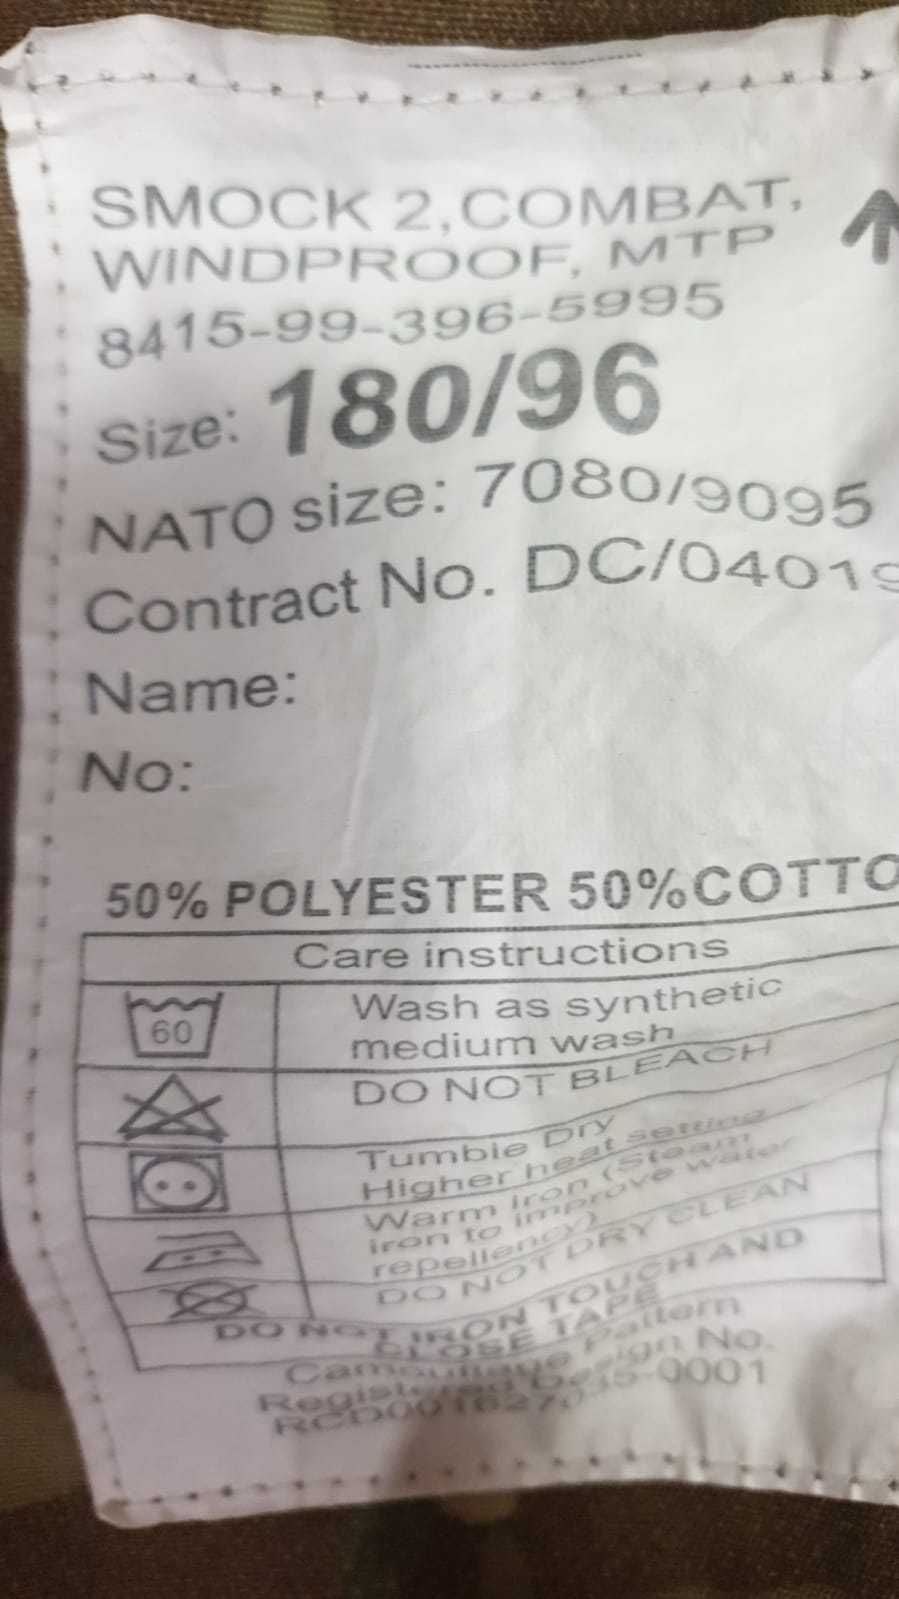 SMOCK 2, COMBAT,
WINDPROOF, MTP
8415-99-396-5995
Size: 180/96
NATO size: 7080/9095
Contract No. DC/04019
Name:
No:
50% POLYESTER 50%COTTO
Care instructions
60
Wash as synthetic
medium wash
DO NOT BLEACH
Tumble Dry
Higher heat setting
Warm iron (Steam
iron to improve water
repellency)
DO NOT DRY CLEAN
DO NOT IRON TOUCH AND
CLOSE TAPE
Camouflage Pattern
Registered Design No.
-0001